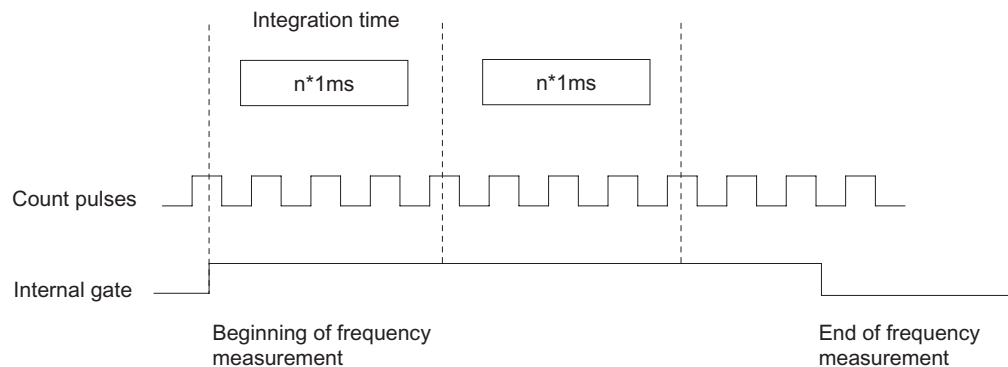 Integration time
n*1ms
n*1ms
Count pulses
Internal gate
Beginning of frequency
measurement
End of frequency
measurement